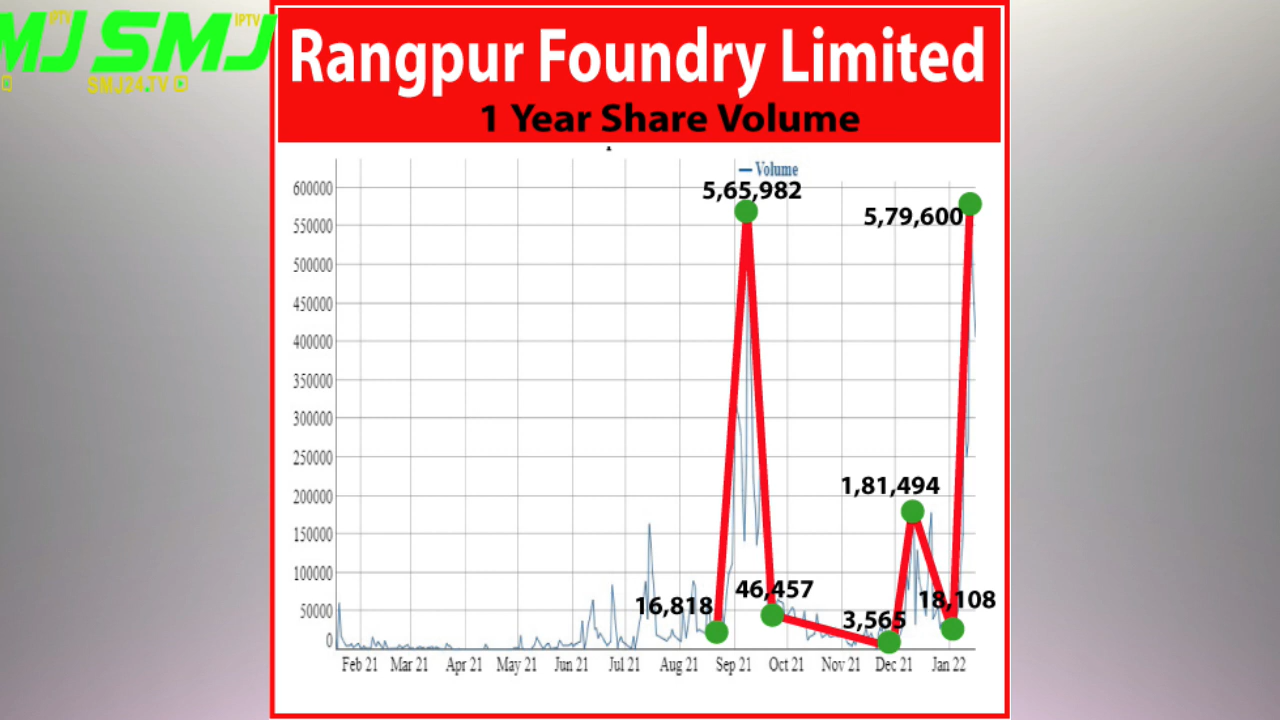 MJ SMJ
IPTV IPTV
SMJ24.TV
Rangpur Foundry Limited
1 Year Share Volume
Volume
600000
550000
500000
450000
400000
350000
300000
250000
200000
150000
100000
50000
0
5,65,982
5,79,600
1,81,494
16,818
46,457
3,565
18,108
Feb 21 Mar 21 Apr 21 May 21 Jun 21 Jul 21 Aug 21 Sep 21 Oct 21 Nov 21 Dec 21 Jan 22